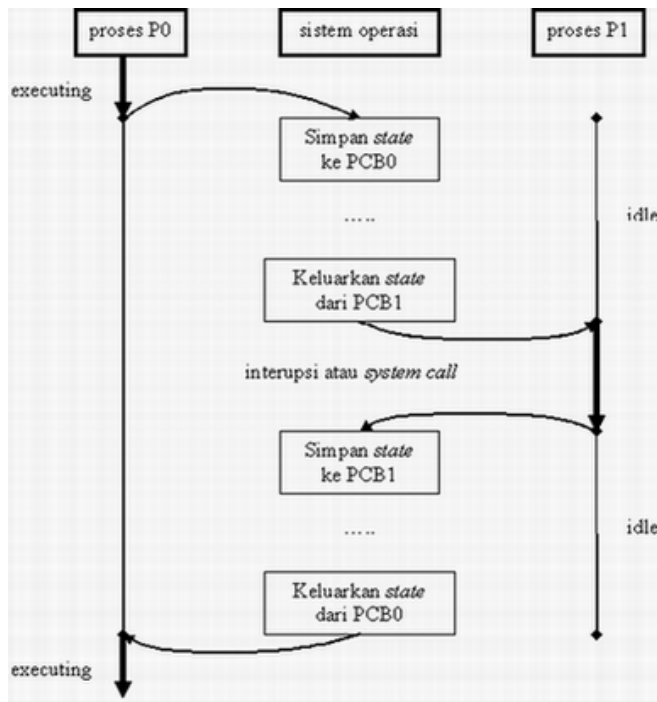 proses P0
sistem operasi
proses P1
executing
Simpan state
ke PCB0
.....
idle
Keluarkan state
dari PCB1
interupsi atau system call
Simpan state
ke PCB1
.....
idle
Keluarkan state
dari PCB0
executing